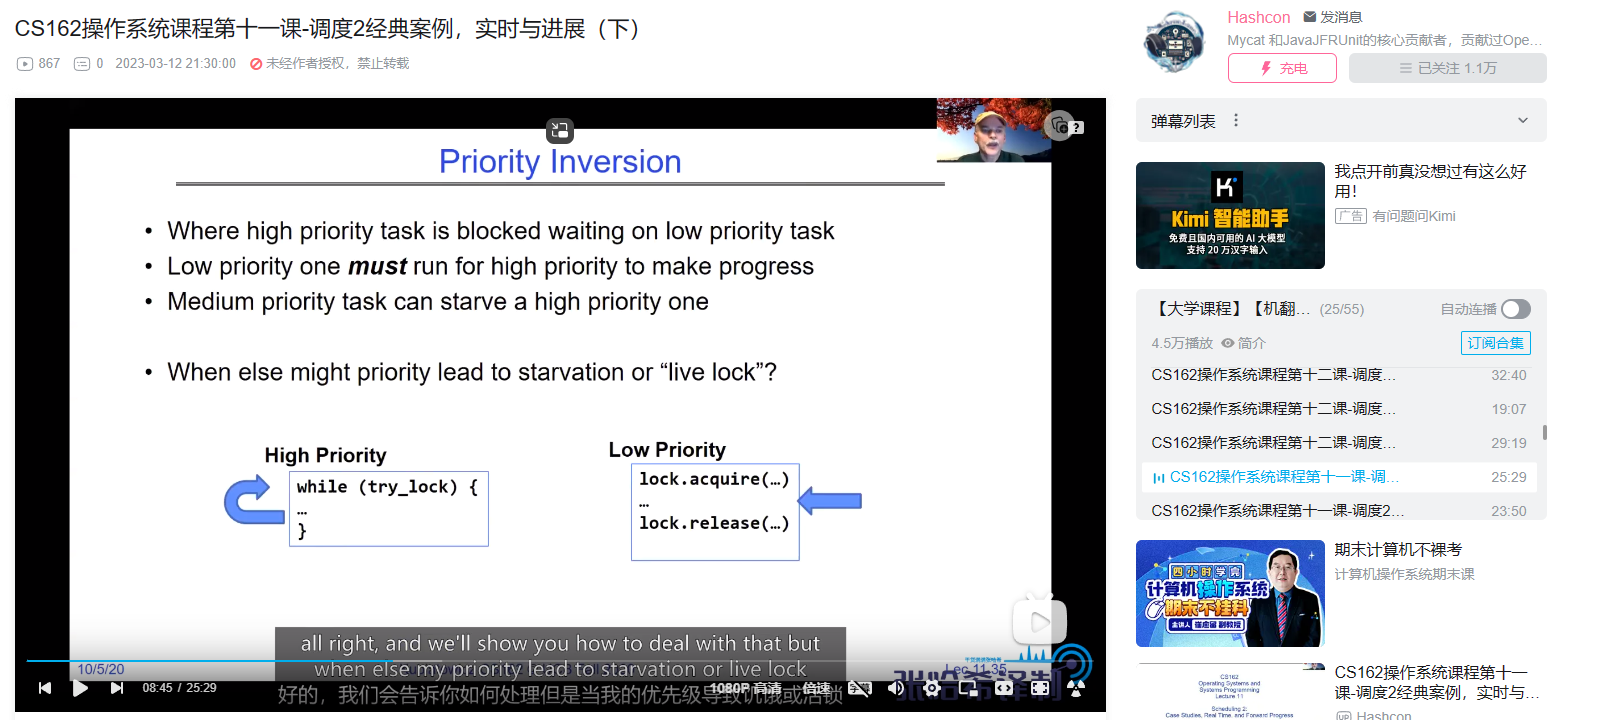 CS162操作系统课程第十一课-调度2经典案例，实时与进展（下）
867 0 2023-03-12 21:30:00 未经作者授权，禁止转载
Priority Inversion
• Where high priority task is blocked waiting on low priority task
• Low priority one must run for high priority to make progress
• Medium priority task can starve a high priority one
• When else might priority lead to starvation or “live lock”?
High Priority
while (try_lock) {
…
}
Low Priority
lock.acquire(…)
…
lock.release(…)
all right, and we'll show you how to deal with that but
when else my priority lead to starvation or live lock
好的，我们会告诉你如何处理但是当我的优先级导致饥饿或活锁
10/5/20
Lec 11.35
08:45 / 25:29
1080P 高清
倍速
Hashcon 发消息
Mycat 和JavaJFRUnit的核心贡献者，贡献过Ope…
充电
已关注 1.1万
弹幕列表
K
Kimi 智能助手
免费且国内可用的 AI 大模型
支持 20 万汉字输入
我点开前真没想过有这么好
用！
广告 有问题问Kimi
【大学课程】【机翻… (25/55) 自动连播
4.5万播放 简介 订阅合集
CS162操作系统课程第十二课-调度… 32:40
CS162操作系统课程第十二课-调度… 19:07
CS162操作系统课程第十二课-调度… 29:19
CS162操作系统课程第十一课-调… 25:29
CS162操作系统课程第十一课-调度2… 23:50
四小时学完
计算机操作系统
期末不挂科
期末计算机不裸考
计算机操作系统期末课
CS162
Operating Systems and
Systems Programming
Lecture 11
Scheduling 2:
Case Studies, Real Time, and Forward Progress
CS162操作系统课程第十一
课-调度2经典案例，实时与…
UP Hashcon